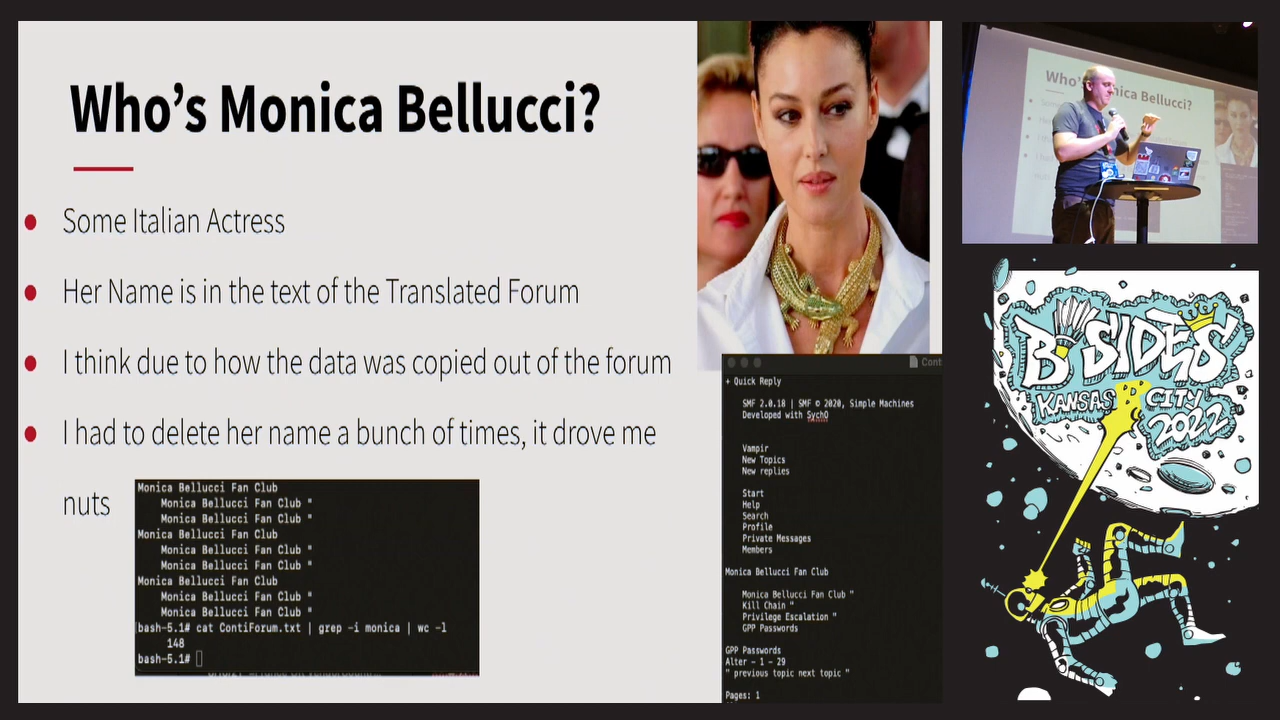 Who's Monica Bellucci?
Some Italian Actress
Her Name is in the text of the Translated Forum
I think due to how the data was copied out of the forum
I had to delete her name a bunch of times, it drove me
nuts
Monica Bellucci Fan Club
Monica Bellucci Fan Club "
Monica Bellucci Fan Club "
Monica Bellucci Fan Club
Monica Bellucci Fan Club "
Monica Bellucci Fan Club "
Monica Bellucci Fan Club
Monica Bellucci Fan Club "
Monica Bellucci Fan Club "
bash-5.1# cat ContiForum.txt | grep -i monica | wc -l
148
bash-5.1#
Cont
+ Quick Reply
SMF 2.0.18 | SMF © 2020, Simple Machines
Developed with SychO
Vampir
New Topics
New replies
Start
Help
Search
Profile
Private Messages
Members
Monica Bellucci Fan Club
Monica Bellucci Fan Club "
Kill Chain "
Privilege Escalation "
GPP Passwords
GPP Passwords
Alter - 1 - 29
" previous topic next topic "
Pages: 1
Who's Monica Bellucci?
BSIDES
KANSAS CITY
2022